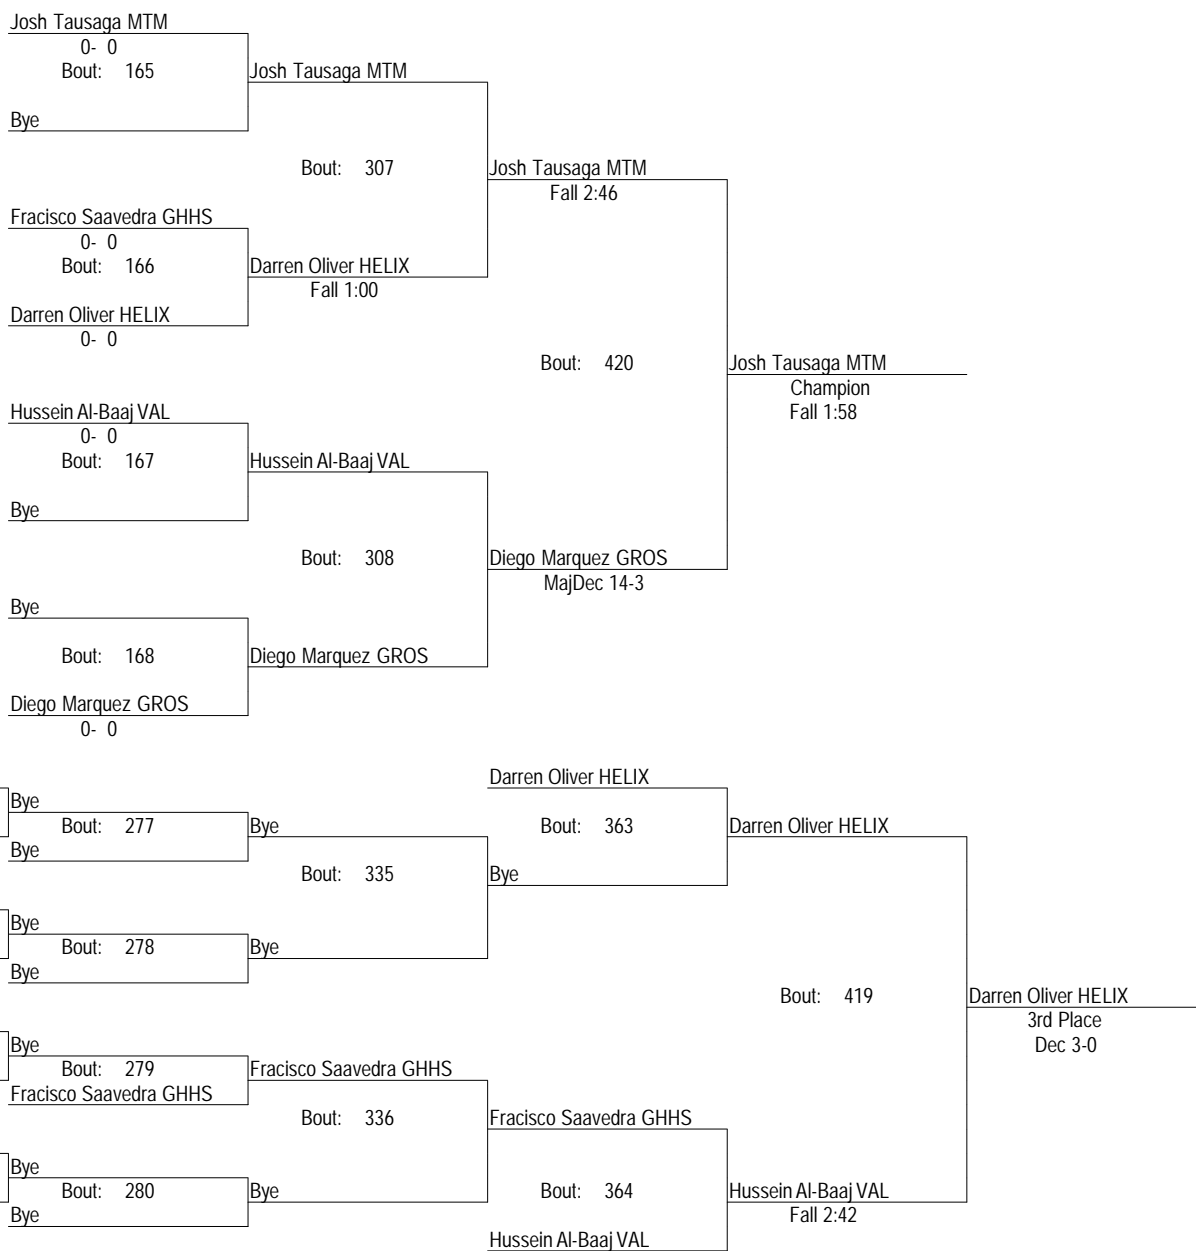 Josh Tausaga MTM
0- 0
Bout: 165
Josh Tausaga MTM
Bye
Bout: 307
Josh Tausaga MTM
Fall 2:46
Fracisco Saavedra GHHS
0- 0
Bout: 166
Darren Oliver HELIX
Fall 1:00
Darren Oliver HELIX
0- 0
Bout: 420
Josh Tausaga MTM
Champion
Fall 1:58
Hussein Al-Baaj VAL
0- 0
Bout: 167
Hussein Al-Baaj VAL
Bye
Bout: 308
Diego Marquez GROS
MajDec 14-3
Bye
Bout: 168
Diego Marquez GROS
Diego Marquez GROS
0- 0
Darren Oliver HELIX
Bye
Bout: 277
Bye
Bout: 363
Darren Oliver HELIX
Bye
Bout: 335
Bye
Bye
Bout: 278
Bye
Bye
Bout: 419
Darren Oliver HELIX
3rd Place
Dec 3-0
Bye
Bout: 279
Fracisco Saavedra GHHS
Fracisco Saavedra GHHS
Bout: 336
Fracisco Saavedra GHHS
Bye
Bout: 280
Bye
Bout: 364
Hussein Al-Baaj VAL
Fall 2:42
Bye
Hussein Al-Baaj VAL